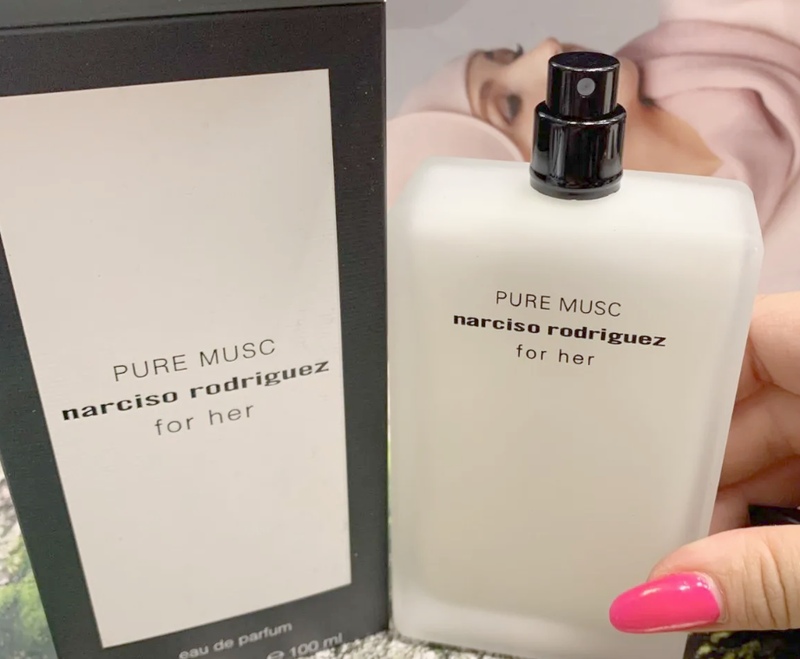 PURE MUSC
narciso rodriguez
for her
eau de parfum
℮ 100 ml
PURE MUSC
narciso rodriguez
for her